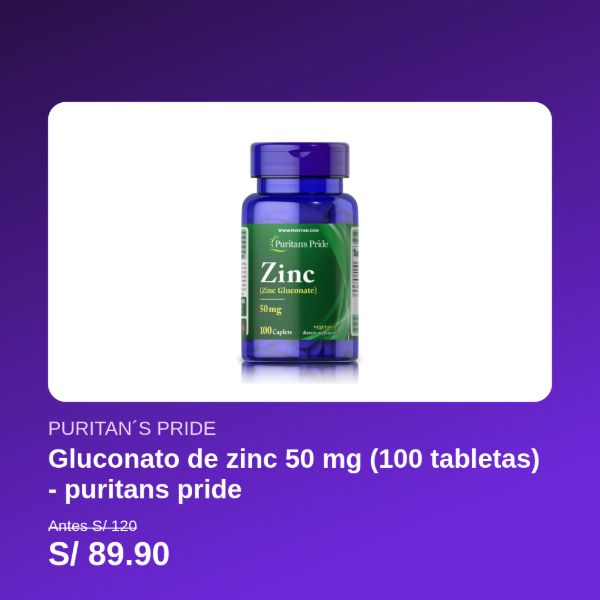 WWW.PURITAN.COM
Puritan's Pride
Zinc
(Zinc Gluconate)
50 mg
100 Caplets
vegetarian
PURITAN´S PRIDE
Gluconato de zinc 50 mg (100 tabletas)
- puritans pride
Antes S/ 120
S/ 89.90